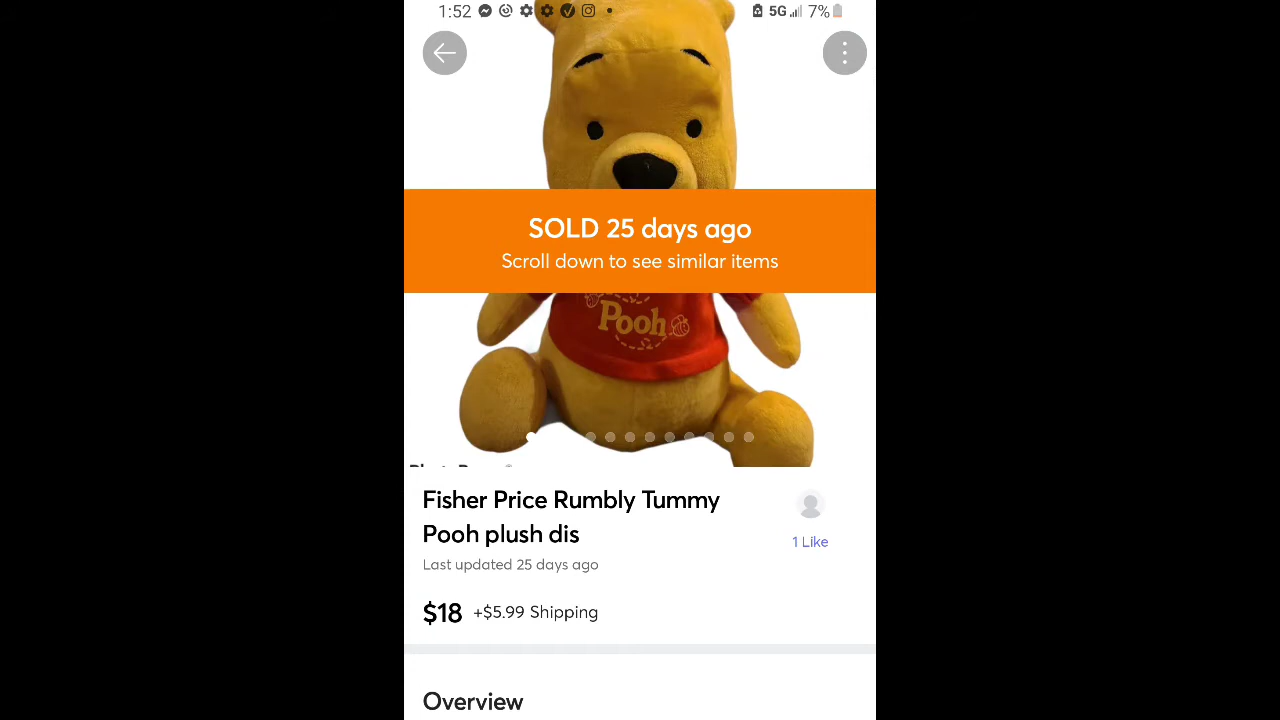 1:52
5G 7%
SOLD 25 days ago
Scroll down to see similar items
Pooh
Fisher Price Rumbly Tummy
Pooh plush dis
1 Like
Last updated 25 days ago
$18 +$5.99 Shipping
Overview